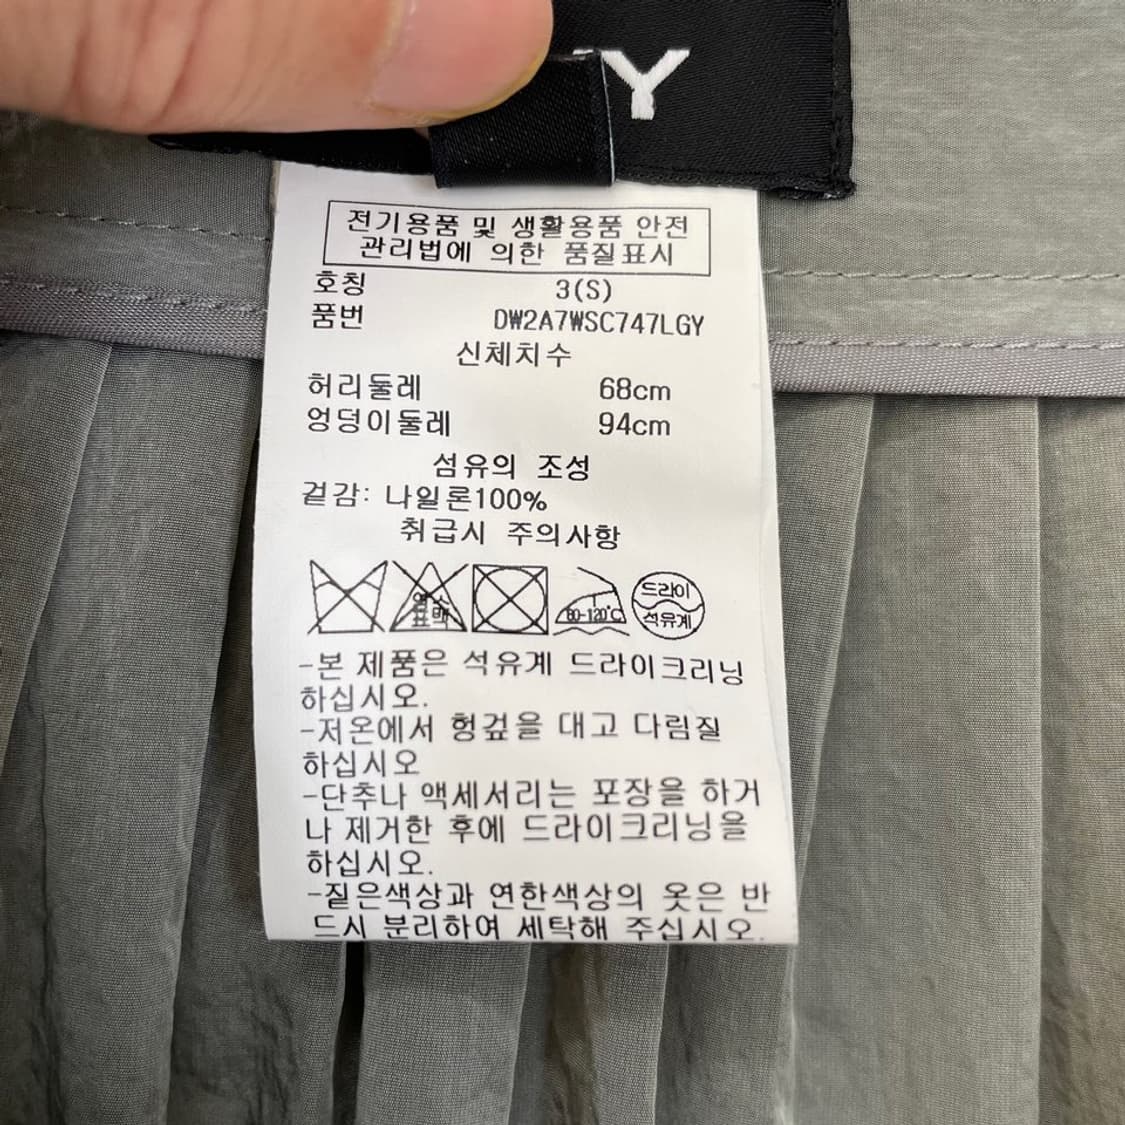 Y
전기용품 및 생활용품 안전
관리법에 의한 품질표시
호칭 3(S)
품번 DW2A7WSC747LGY
신체치수
허리둘레 68cm
엉덩이둘레 94cm
섬유의 조성
겉감: 나일론100%
취급시 주의사항
염소
표백
80-120℃
드라이
석유계
-본 제품은 석유계 드라이크리닝
하십시오.
-저온에서 헝겊을 대고 다림질
하십시오
-단추나 액세서리는 포장을 하거
나 제거한 후에 드라이크리닝을
하십시오.
-짙은색상과 연한색상의 옷은 반
드시 분리하여 세탁해 주십시오.